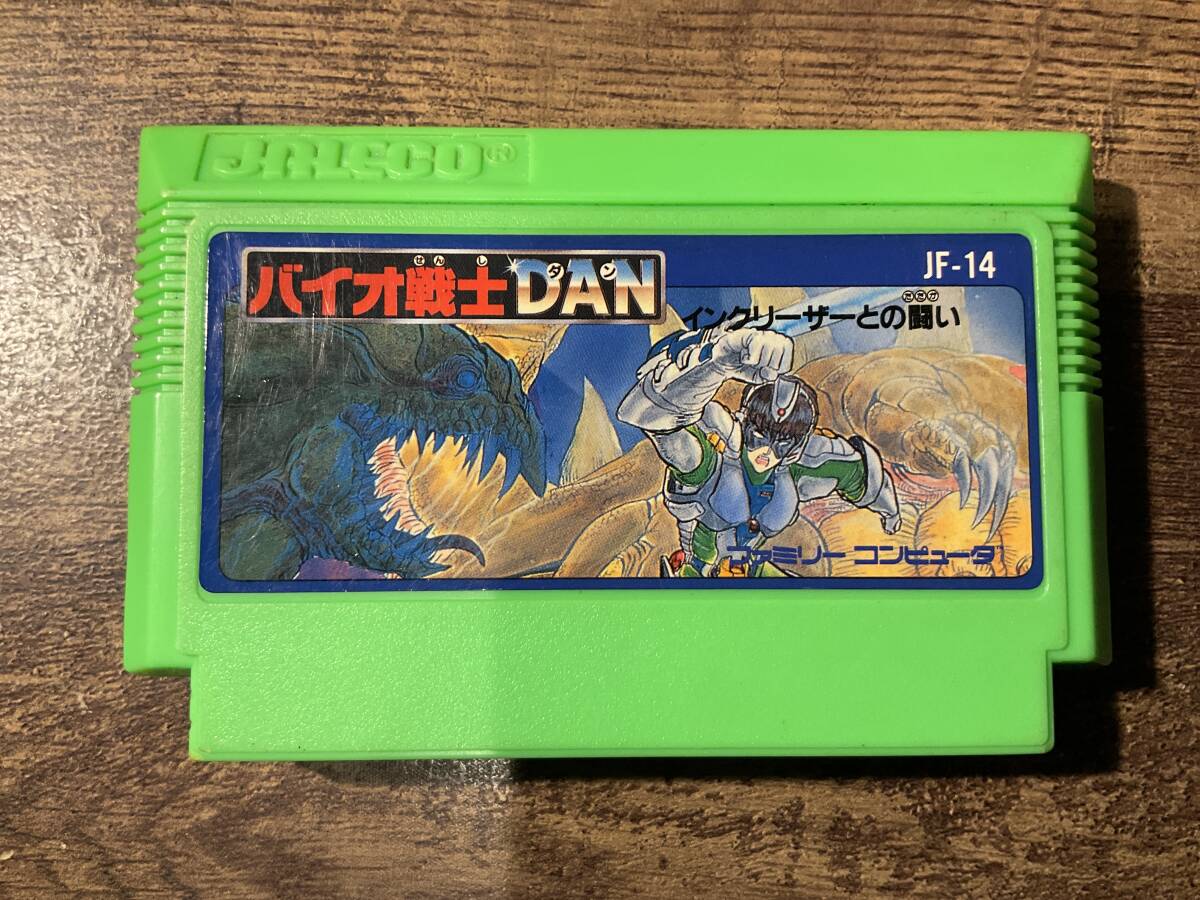 JALECO®
ぜんし ダン
バイオ戦士DAN
JF-14
たたか
インクリーザーとの闘い
ファミリー コンピュータ